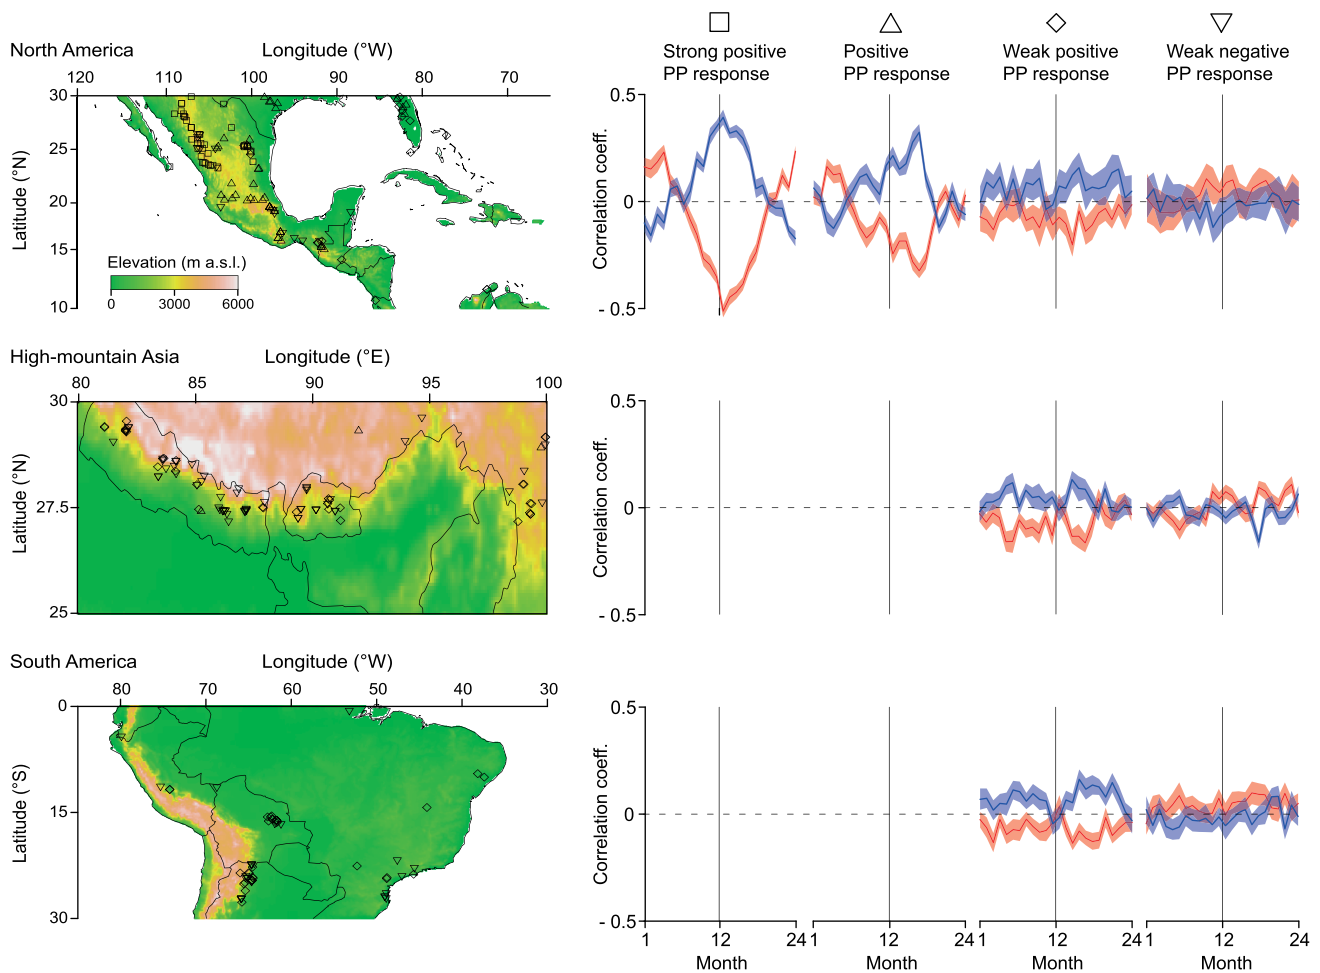 Strong positive
PP response
Positive
PP response
Weak positive
PP response
Weak negative
PP response
North America
Longitude (°W)
120 110 100 90 80 70
30
25
20
15
10
Latitude (°N)
Elevation (m a.s.l.)
0 3000 6000
0.5
0
- 0.5
Correlation coeff.
High-mountain Asia
Longitude (°E)
80 85 90 95 100
30
27.5
25
Latitude (°N)
0.5
0
- 0.5
Correlation coeff.
South America
Longitude (°W)
80 70 60 50 40 30
0
15
30
Latitude (°S)
0.5
0
- 0.5
Correlation coeff.
1 12 24 1 12 24 1 12 24 1 12 24
Month Month Month Month